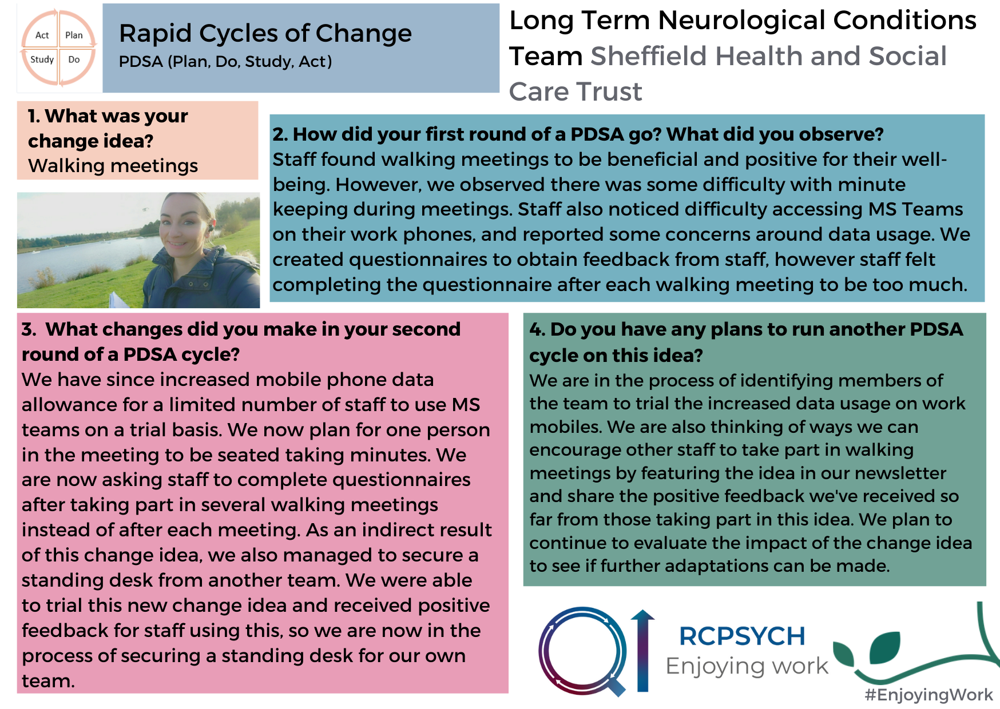 Act
Plan
Study
Do
Rapid Cycles of Change
PDSA (Plan, Do, Study, Act)
Long Term Neurological Conditions
Team Sheffield Health and Social
Care Trust
1. What was your
change idea?
Walking meetings
2. How did your first round of a PDSA go? What did you observe?
Staff found walking meetings to be beneficial and positive for their well-
being. However, we observed there was some difficulty with minute
keeping during meetings. Staff also noticed difficulty accessing MS Teams
on their work phones, and reported some concerns around data usage. We
created questionnaires to obtain feedback from staff, however staff felt
completing the questionnaire after each walking meeting to be too much.
3.  What changes did you make in your second
round of a PDSA cycle?
We have since increased mobile phone data
allowance for a limited number of staff to use MS
teams on a trial basis. We now plan for one person
in the meeting to be seated taking minutes. We
are now asking staff to complete questionnaires
after taking part in several walking meetings
instead of after each meeting. As an indirect result
of this change idea, we also managed to secure a
standing desk from another team. We were able
to trial this new change idea and received positive
feedback for staff using this, so we are now in the
process of securing a standing desk for our own
team.
4. Do you have any plans to run another PDSA
cycle on this idea?
We are in the process of identifying members of
the team to trial the increased data usage on work
mobiles. We are also thinking of ways we can
encourage other staff to take part in walking
meetings by featuring the idea in our newsletter
and share the positive feedback we've received so
far from those taking part in this idea. We plan to
continue to evaluate the impact of the change idea
to see if further adaptations can be made.
QI
RCPSYCH
Enjoying work
#EnjoyingWork